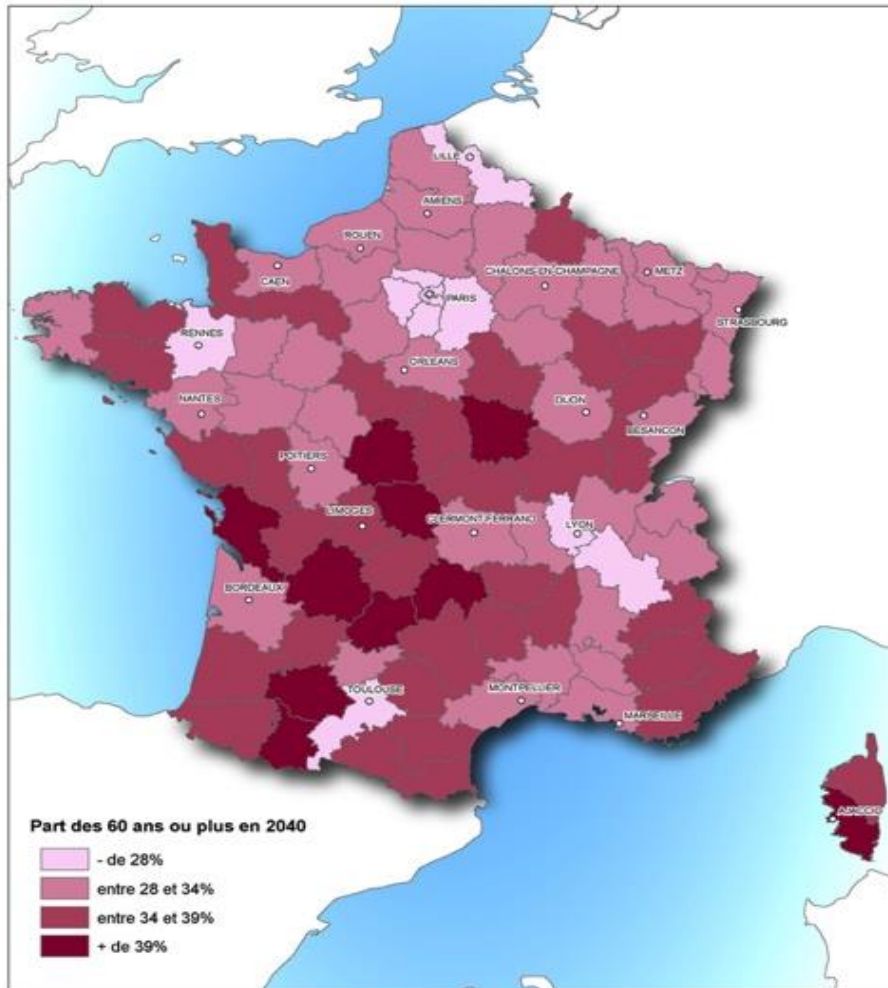 LILLE
AMIENS
ROUEN
CAEN
CHALONS-EN-CHAMPAGNE
METZ
PARIS
STRASBOURG
RENNES
ORLEANS
NANTES
DIJON
BESANCON
POITIERS
LIMOGES
CLERMONT-FERRAND
LYON
BORDEAUX
TOULOUSE
MONTPELLIER
MARSEILLE
AJACCIO
Part des 60 ans ou plus en 2040
- de 28%
entre 28 et 34%
entre 34 et 39%
+ de 39%